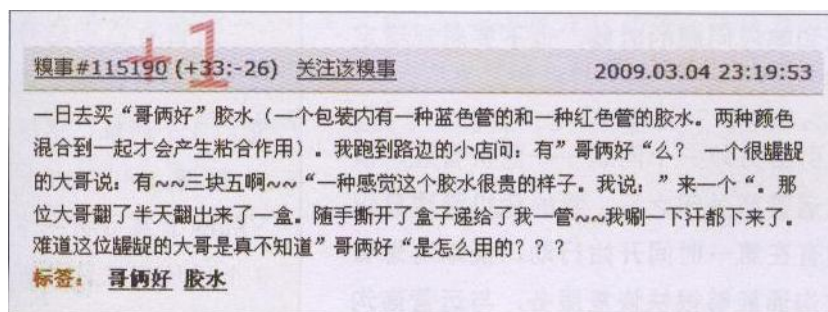 +1
糗事#115190 (+33:-26) 关注该糗事 2009.03.04 23:19:53
一日去买“哥俩好”胶水（一个包装内有一种蓝色管的和一种红色管的胶水。两种颜色
混合到一起才会产生粘合作用）。我跑到路边的小店问：有”哥俩好“么？ 一个很龌龊
的大哥说：有~~三块五啊~~“一种感觉这个胶水很贵的样子。我说：”来一个“。那
位大哥翻了半天翻出来了一盒。随手撕开了盒子递给了我一管~~我唰一下汗都下来了。
难道这位龌龊的大哥是真不知道”哥俩好“是怎么用的？？？
标签： 哥俩好 胶水